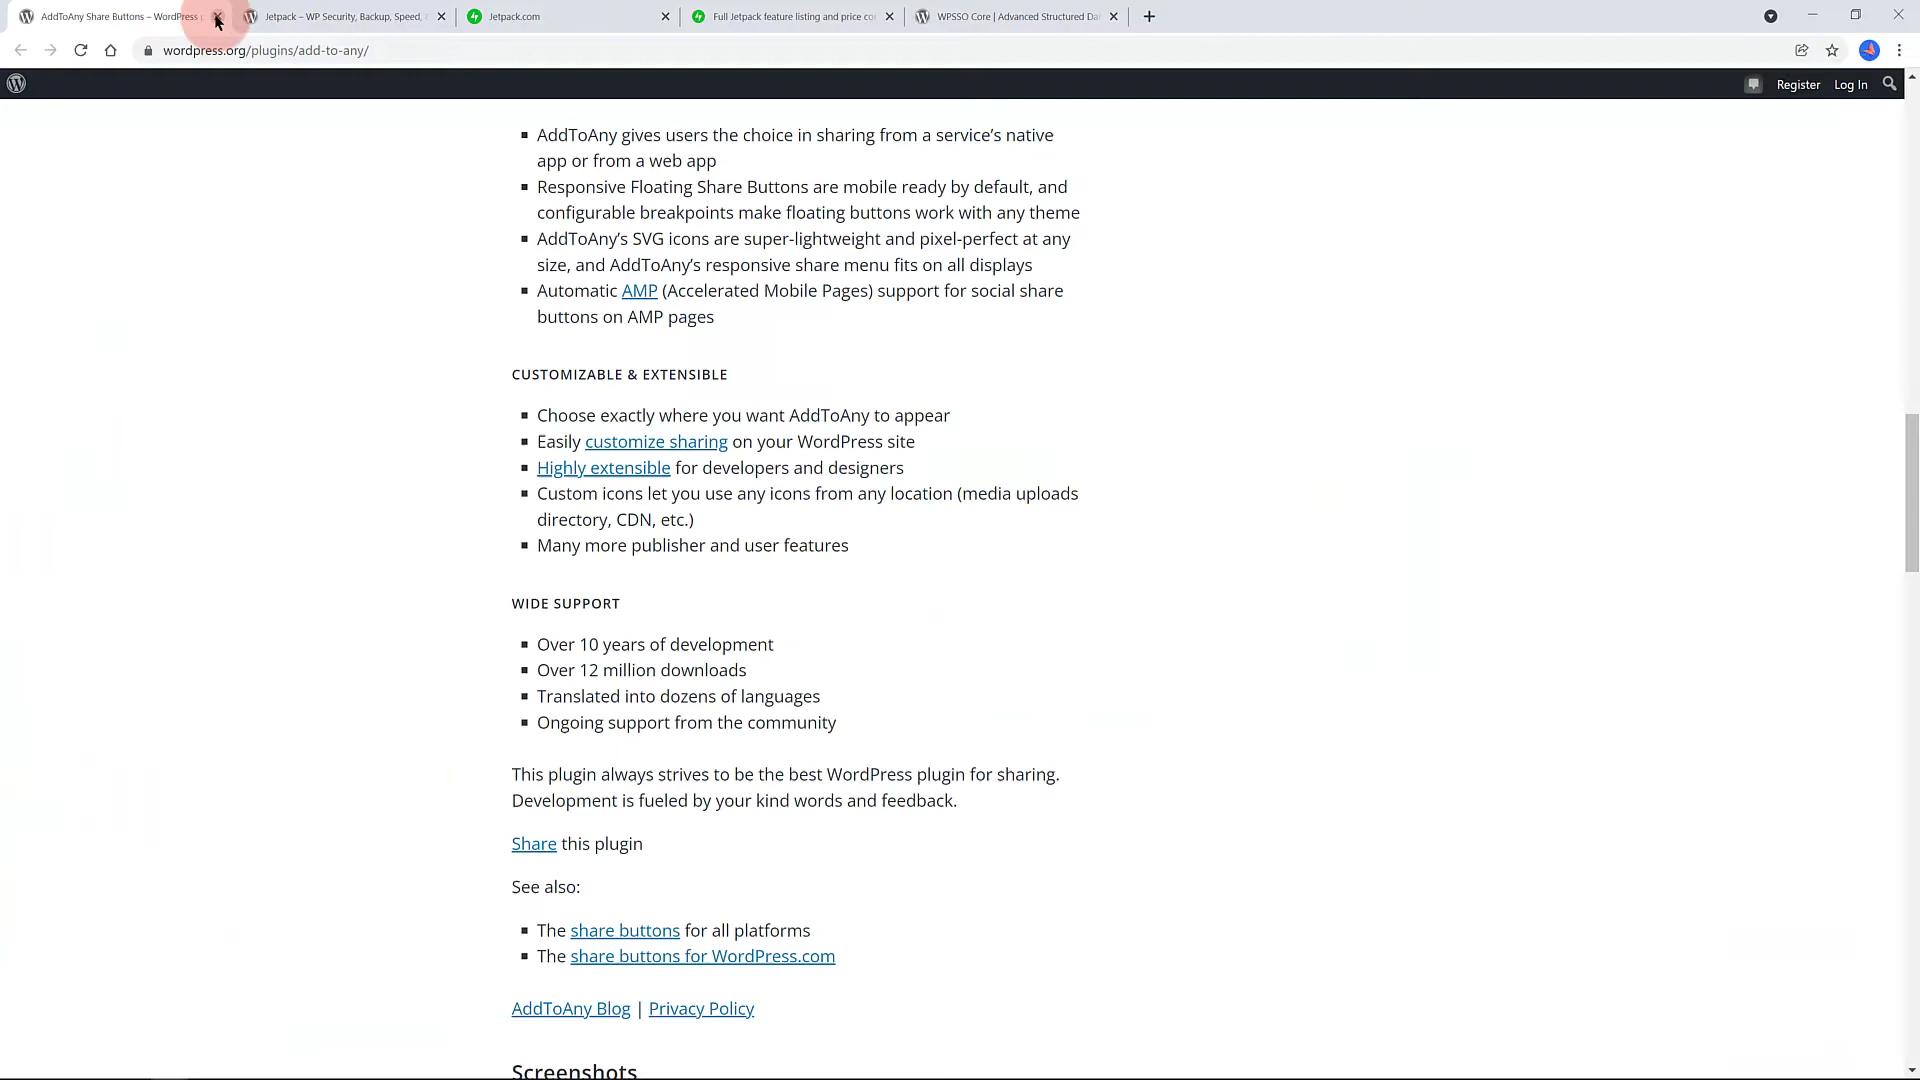 AddToAny Share Buttons – WordPress
Jetpack – WP Security, Backup, Speed,
Jetpack.com
Full Jetpack feature listing and price co
WPSSO Core | Advanced Structured Da
wordpress.org/plugins/add-to-any/
Register
Log In
▪ AddToAny gives users the choice in sharing from a service’s native
app or from a web app
▪ Responsive Floating Share Buttons are mobile ready by default, and
configurable breakpoints make floating buttons work with any theme
▪ AddToAny’s SVG icons are super-lightweight and pixel-perfect at any
size, and AddToAny’s responsive share menu fits on all displays
▪ Automatic AMP (Accelerated Mobile Pages) support for social share
buttons on AMP pages
CUSTOMIZABLE & EXTENSIBLE
▪ Choose exactly where you want AddToAny to appear
▪ Easily customize sharing on your WordPress site
▪ Highly extensible for developers and designers
▪ Custom icons let you use any icons from any location (media uploads
directory, CDN, etc.)
▪ Many more publisher and user features
WIDE SUPPORT
▪ Over 10 years of development
▪ Over 12 million downloads
▪ Translated into dozens of languages
▪ Ongoing support from the community
This plugin always strives to be the best WordPress plugin for sharing.
Development is fueled by your kind words and feedback.
Share this plugin
See also:
▪ The share buttons for all platforms
▪ The share buttons for WordPress.com
AddToAny Blog | Privacy Policy
Screenshots